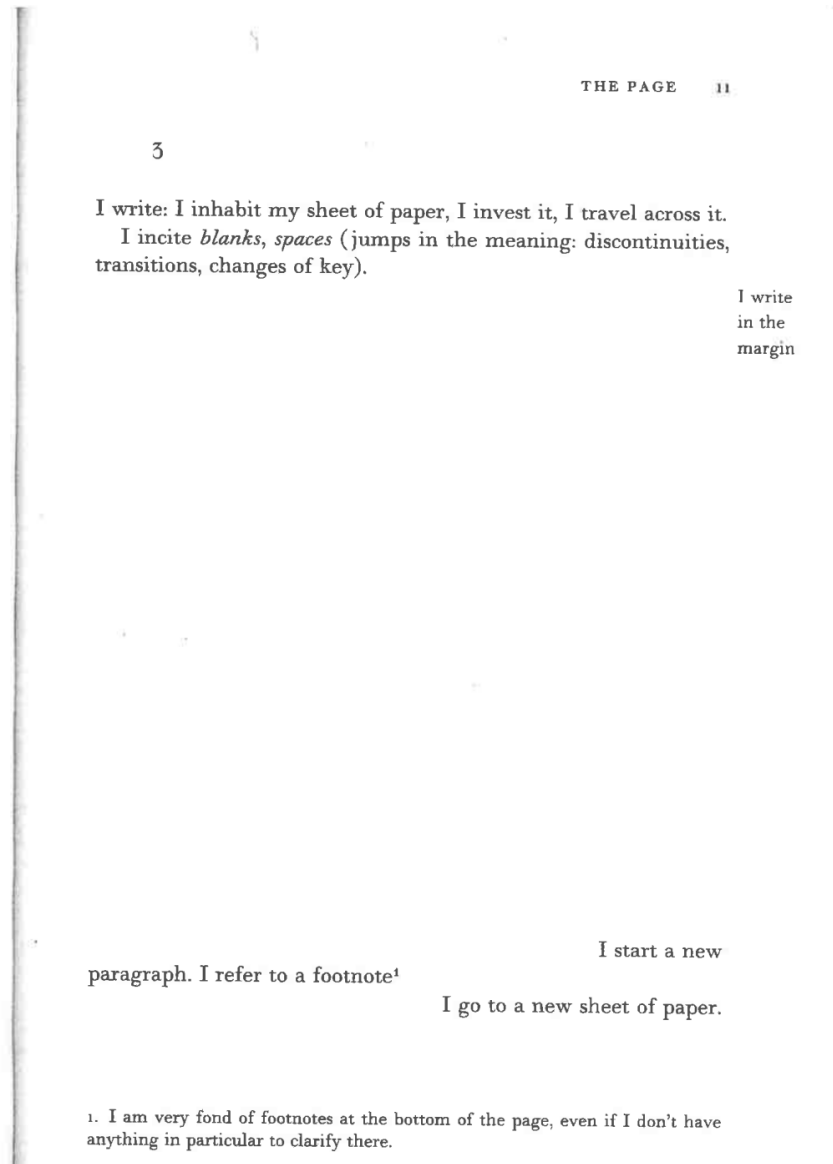 THE PAGE 11
3
I write: I inhabit my sheet of paper, I invest it, I travel across it.
I incite blanks, spaces (jumps in the meaning: discontinuities,
transitions, changes of key).
I write
in the
margin
I start a new
paragraph. I refer to a footnote¹
I go to a new sheet of paper.
1. I am very fond of footnotes at the bottom of the page, even if I don't have
anything in particular to clarify there.